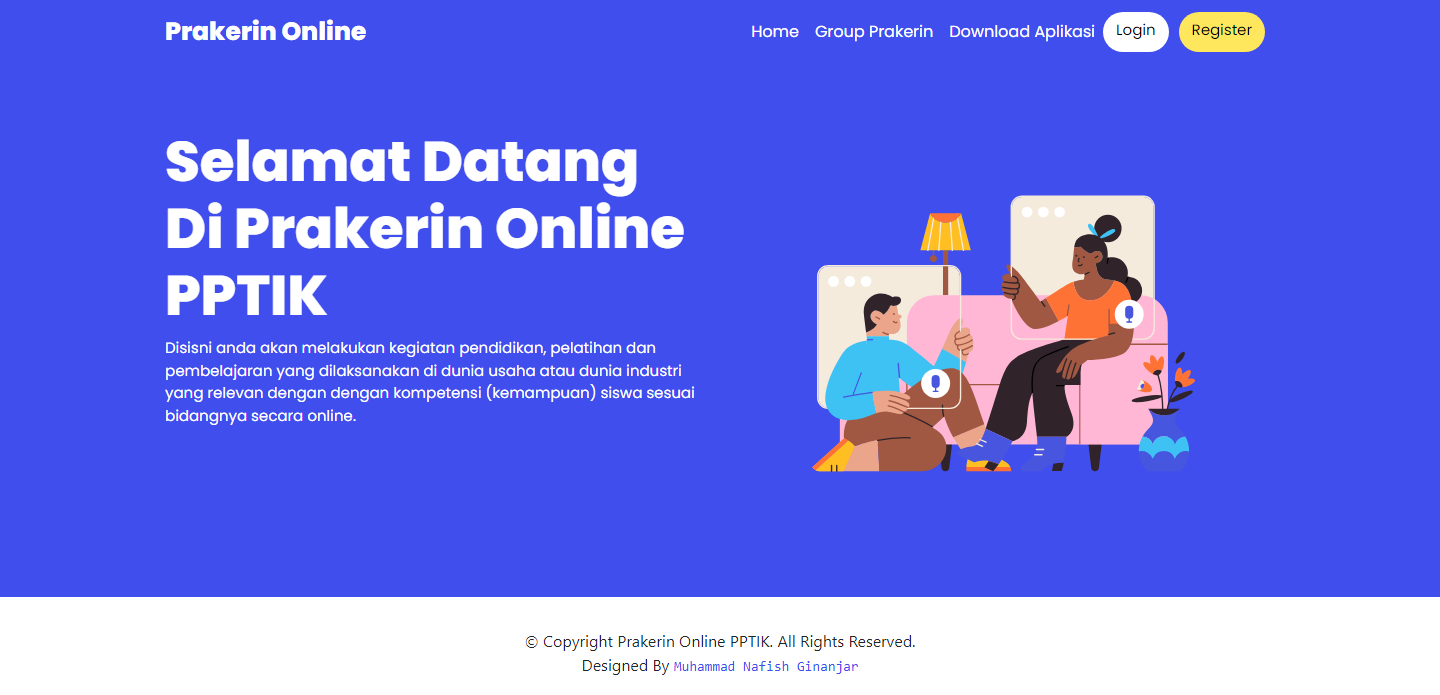 Prakerin Online
Home Group Prakerin Download Aplikasi Login Register
Selamat Datang
Di Prakerin Online
PPTIK
Disisni anda akan melakukan kegiatan pendidikan, pelatihan dan
pembelajaran yang dilaksanakan di dunia usaha atau dunia industri
yang relevan dengan dengan kompetensi (kemampuan) siswa sesuai
bidangnya secara online.
© Copyright Prakerin Online PPTIK. All Rights Reserved.
Designed By Muhammad Nafish Ginanjar